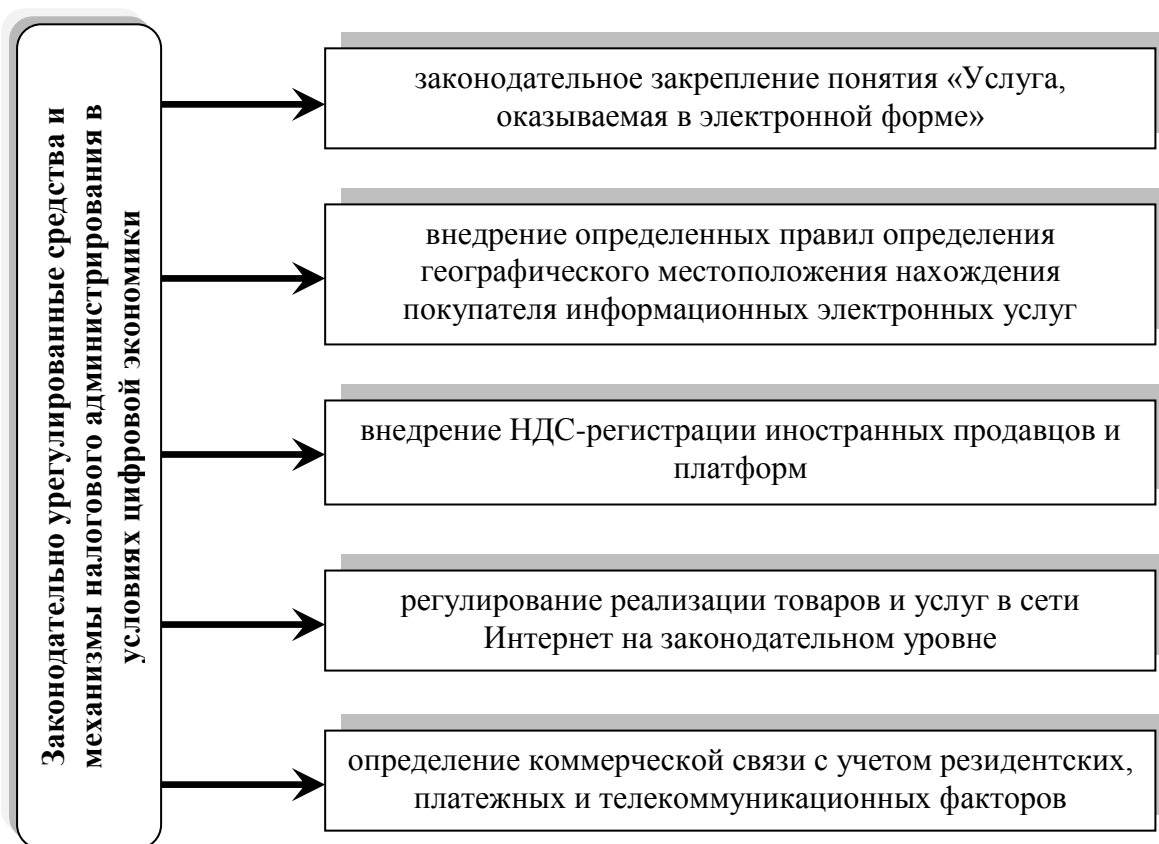 Законодательно урегулированные средства и
механизмы налогового администрирования в
условиях цифровой экономики
законодательное закрепление понятия «Услуга,
оказываемая в электронной форме»
внедрение определенных правил определения
географического местоположения нахождения
покупателя информационных электронных услуг
внедрение НДС-регистрации иностранных продавцов и
платформ
регулирование реализации товаров и услуг в сети
Интернет на законодательном уровне
определение коммерческой связи с учетом резидентских,
платежных и телекоммуникационных факторов